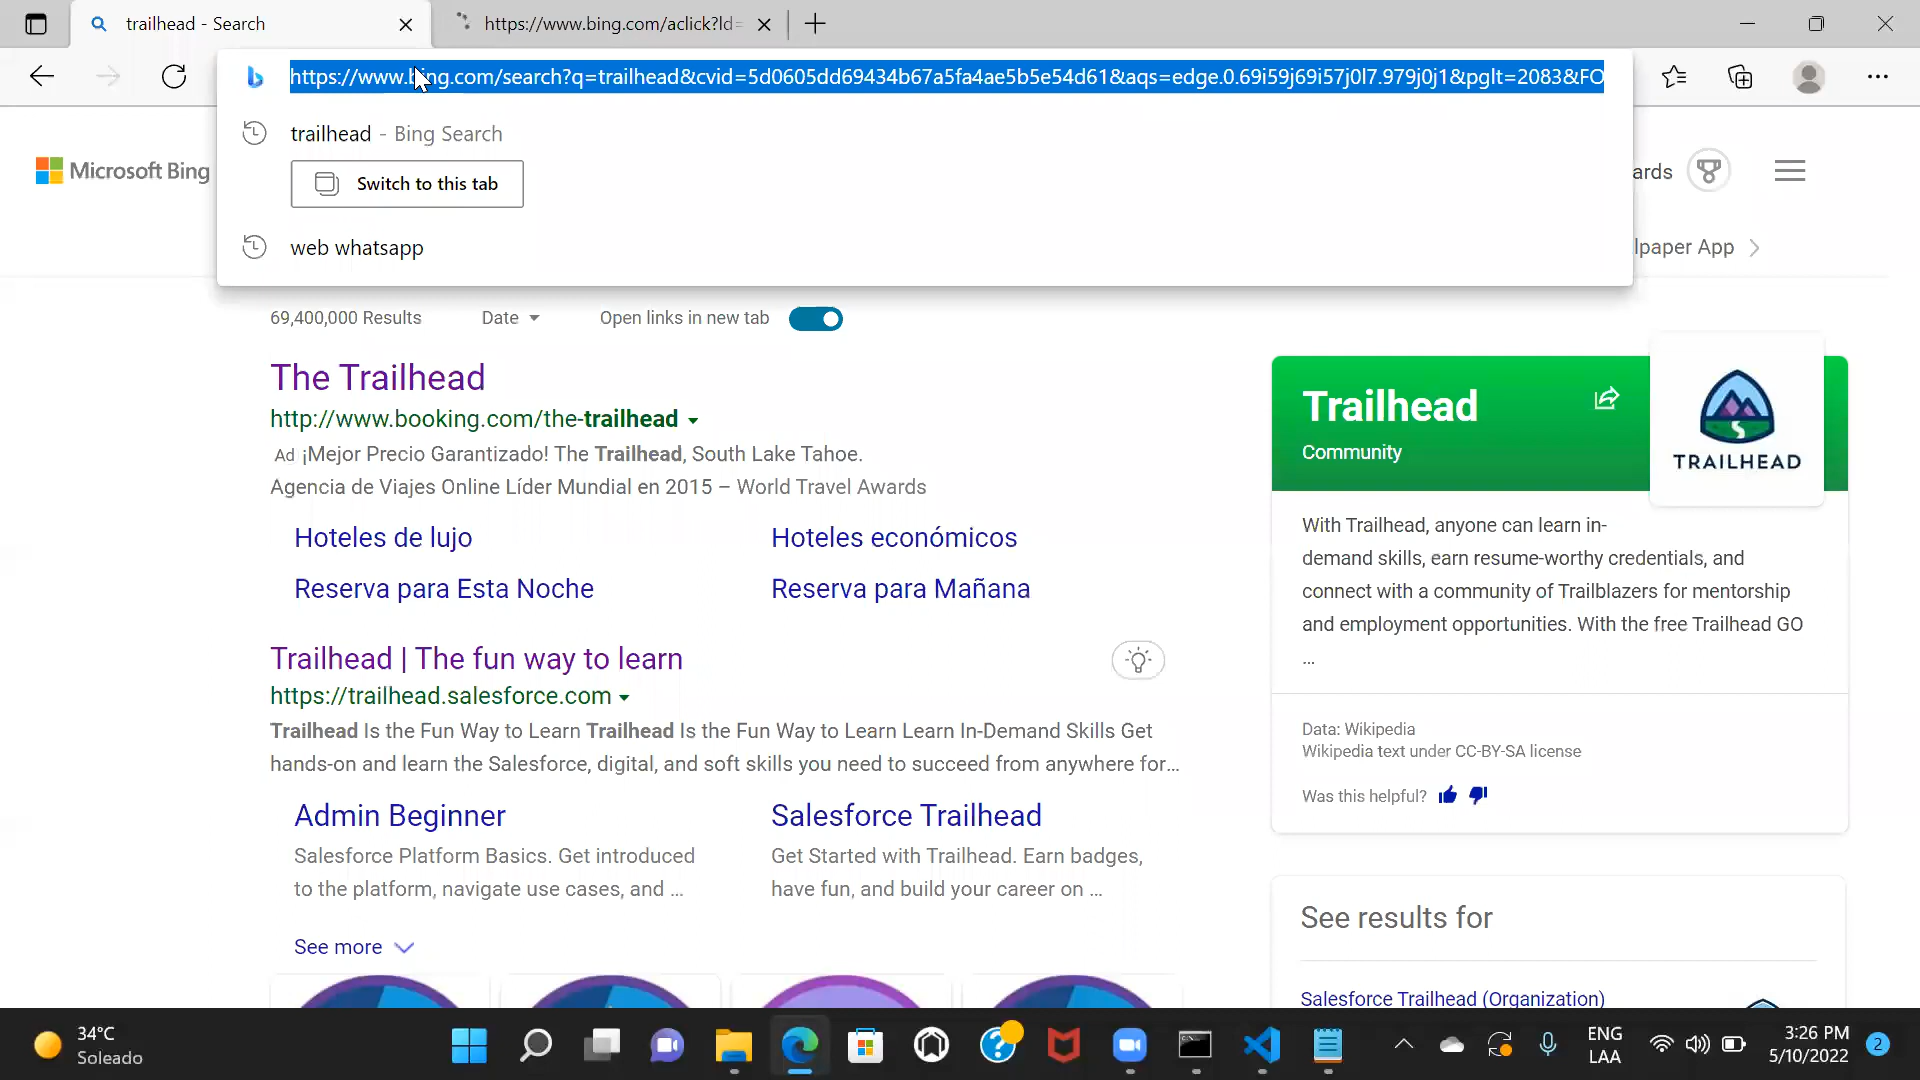 trailhead - Search
https://www.bing.com/aclick?ld=
https://www.bing.com/search?q=trailhead&cvid=5d0605dd69434b67a5fa4ae5b5e54d61&aqs=edge.0.69i59j69i57j0l7.979j0j1&pglt=2083&FO
trailhead - Bing Search
Switch to this tab
web whatsapp
Microsoft Bing
ards
lpaper App
69,400,000 Results
Date
Open links in new tab
The Trailhead
http://www.booking.com/the-trailhead
Ad ¡Mejor Precio Garantizado! The Trailhead, South Lake Tahoe.
Agencia de Viajes Online Líder Mundial en 2015 – World Travel Awards
Hoteles de lujo
Hoteles económicos
Reserva para Esta Noche
Reserva para Mañana
Trailhead | The fun way to learn
https://trailhead.salesforce.com
Trailhead Is the Fun Way to Learn Trailhead Is the Fun Way to Learn Learn In-Demand Skills Get
hands-on and learn the Salesforce, digital, and soft skills you need to succeed from anywhere for...
Admin Beginner
Salesforce Platform Basics. Get introduced
to the platform, navigate use cases, and ...
Salesforce Trailhead
Get Started with Trailhead. Earn badges,
have fun, and build your career on ...
See more
Trailhead
Community
TRAILHEAD
With Trailhead, anyone can learn in-
demand skills, earn resume-worthy credentials, and
connect with a community of Trailblazers for mentorship
and employment opportunities. With the free Trailhead GO
...
Data: Wikipedia
Wikipedia text under CC-BY-SA license
Was this helpful?
See results for
Salesforce Trailhead (Organization)
34°C
Soleado
ENG
LAA
3:26 PM
5/10/2022
2